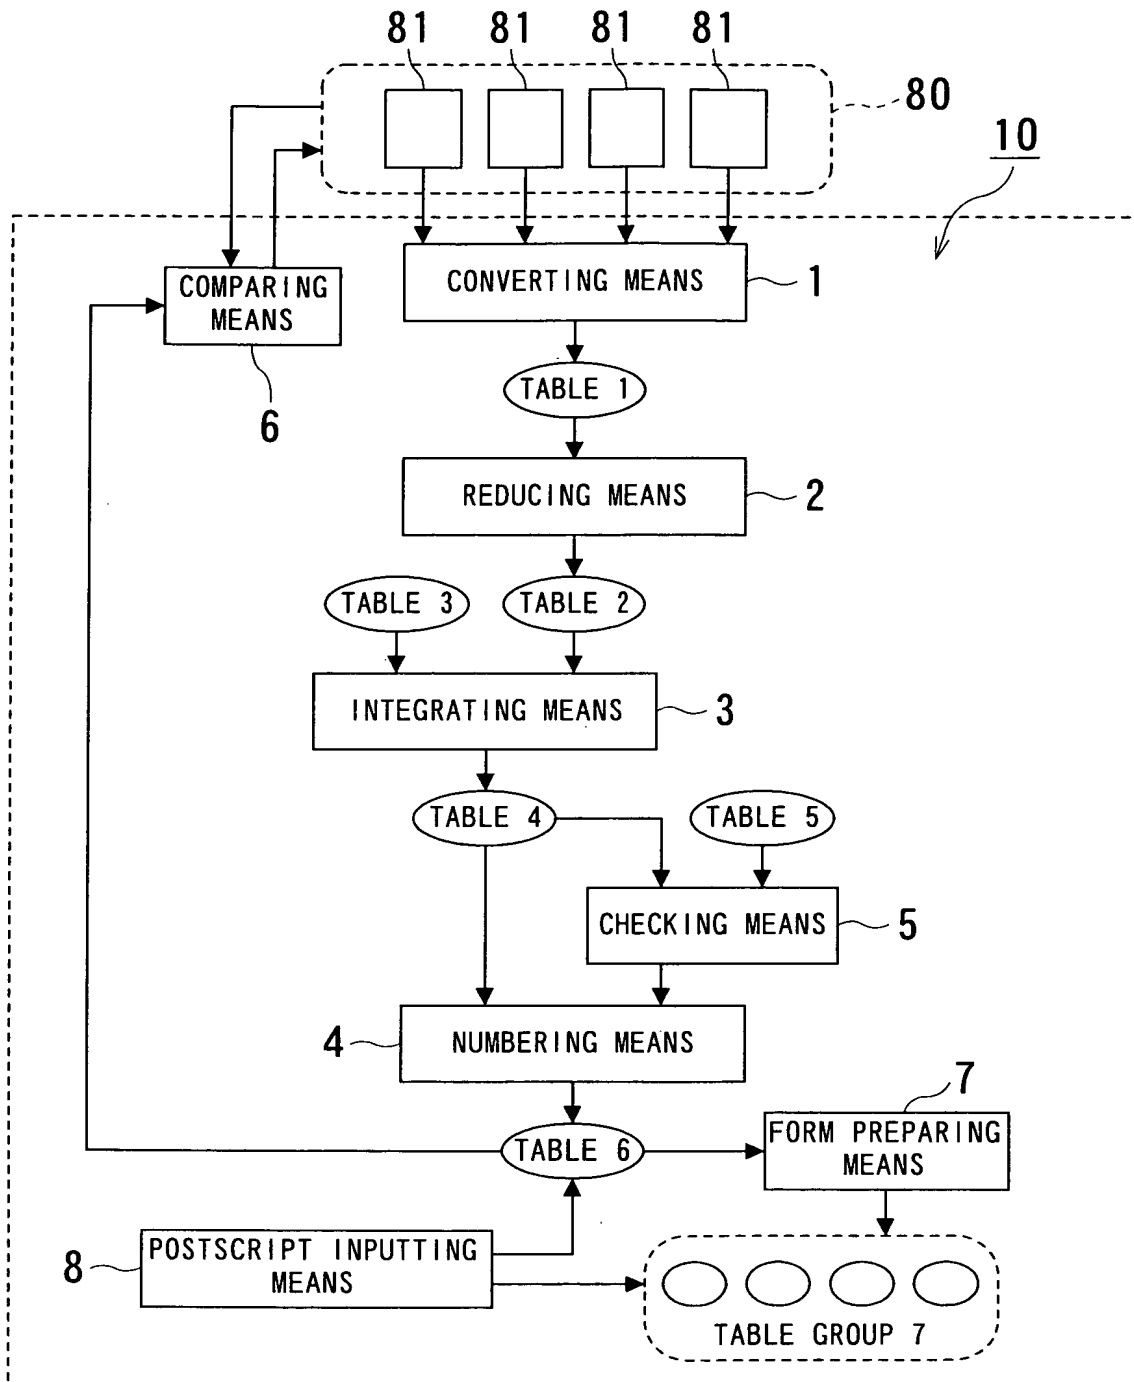 81 81 81 81
80
10
CONVERTING MEANS 1
COMPARING
MEANS
6
TABLE 1
REDUCING MEANS 2
TABLE 3 TABLE 2
INTEGRATING MEANS 3
TABLE 4 TABLE 5
CHECKING MEANS 5
4 NUMBERING MEANS
7
FORM PREPARING
MEANS
TABLE 6
8 POSTSCRIPT INPUTTING
MEANS
TABLE GROUP 7